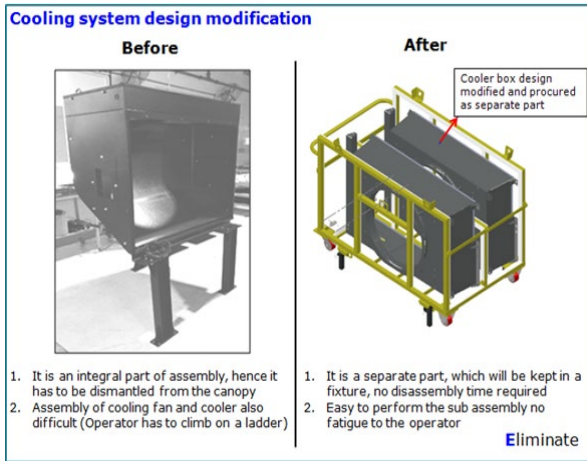 Cooling system design modification
Before
After
Cooler box design
modified and procured
as separate part
1. It is an integral part of assembly, hence it
has to be dismantled from the canopy
2. Assembly of cooling fan and cooler also
difficult (Operator has to climb on a ladder)
1. It is a separate part, which will be kept in a
fixture, no disassembly time required
2. Easy to perform the sub assembly no
fatigue to the operator
Eliminate